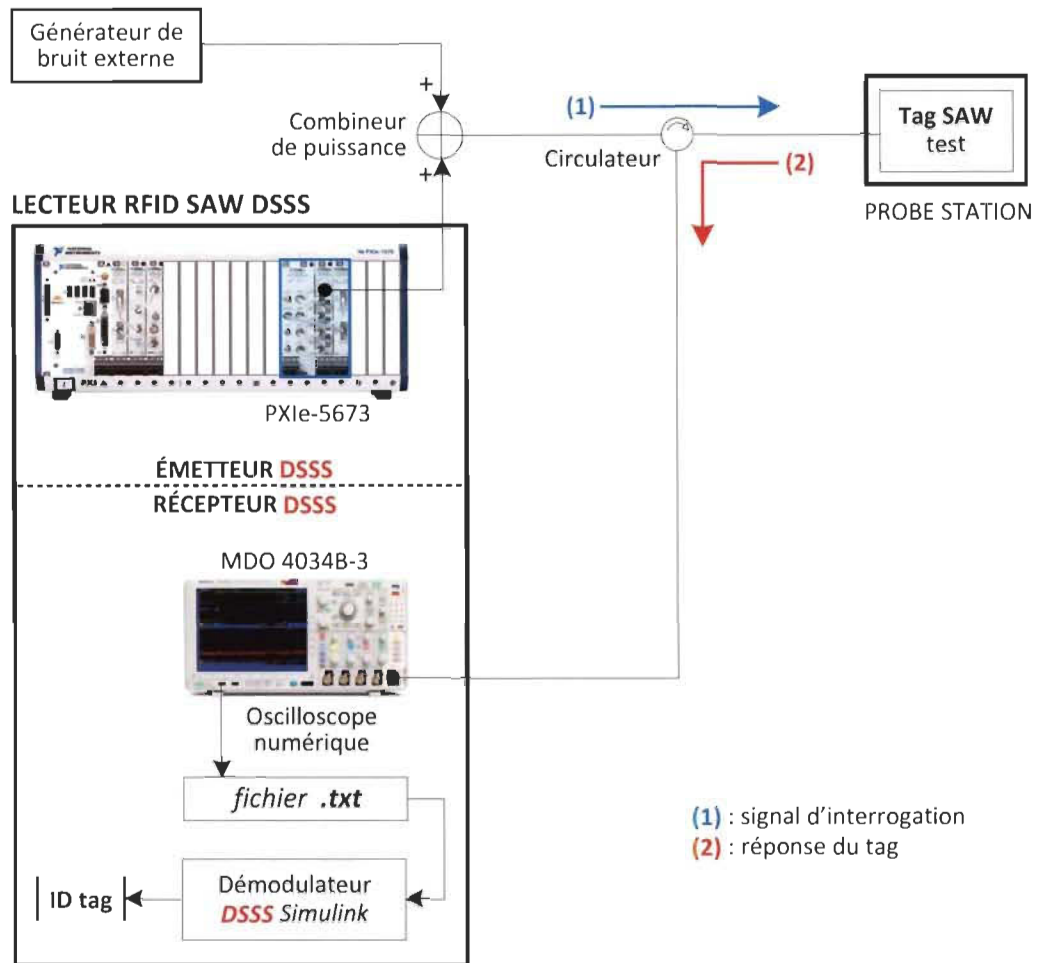 Générateur de
bruit externe
+
Combineur
de puissance
+
(1)
Circulateur
(2)
Tag SAW
test
PROBE STATION
LECTEUR RFID SAW DSSS
PXI
PXIe-5673
ÉMETTEUR DSSS
RÉCEPTEUR DSSS
MDO 4034B-3
Oscilloscope
numérique
fichier .txt
Démodulateur
DSSS Simulink
ID tag
(1) : signal d'interrogation
(2) : réponse du tag